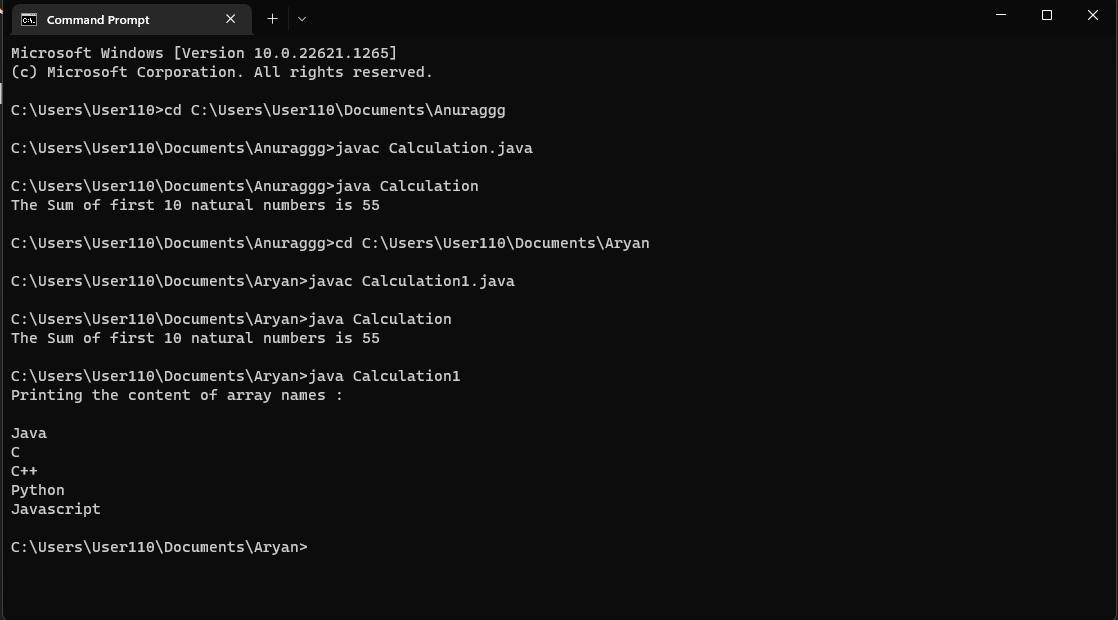 Command Prompt
Microsoft Windows [Version 10.0.22621.1265]
(c) Microsoft Corporation. All rights reserved.
C:\Users\User110>cd C:\Users\User110\Documents\Anuraggg
C:\Users\User110\Documents\Anuraggg>javac Calculation.java
C:\Users\User110\Documents\Anuraggg>java Calculation
The Sum of first 10 natural numbers is 55
C:\Users\User110\Documents\Anuraggg>cd C:\Users\User110\Documents\Aryan
C:\Users\User110\Documents\Aryan>javac Calculation1.java
C:\Users\User110\Documents\Aryan>java Calculation
The Sum of first 10 natural numbers is 55
C:\Users\User110\Documents\Aryan>java Calculation1
Printing the content of array names :
Java
C
C++
Python
Javascript
C:\Users\User110\Documents\Aryan>